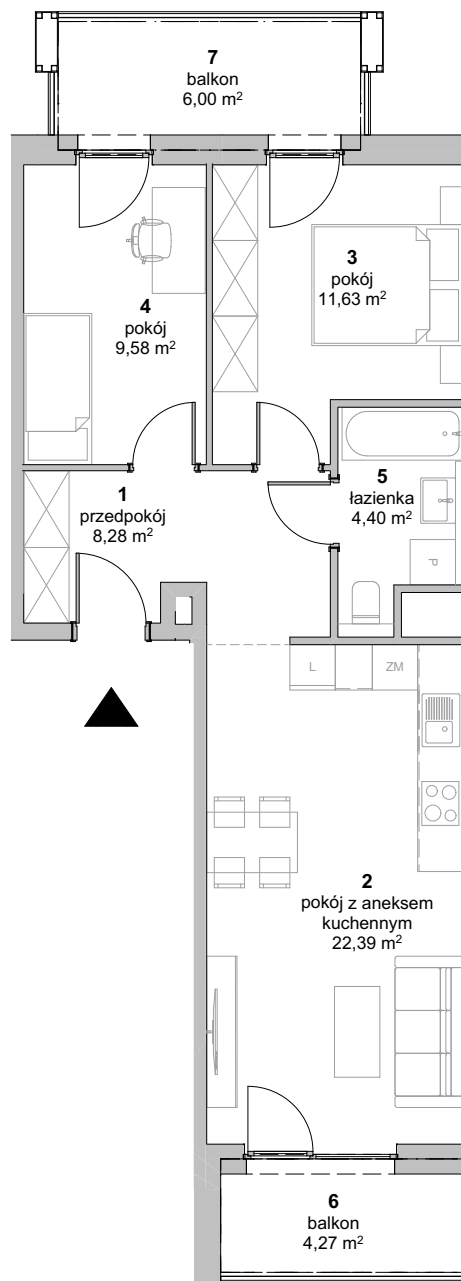 7
balkon
6,00 m²
3
pokój
11,63 m²
4
pokój
9,58 m²
5
łazienka
4,40 m²
1
przedpokój
8,28 m²
P
L
ZM
2
pokój z aneksem
kuchennym
22,39 m²
6
balkon
4,27 m²